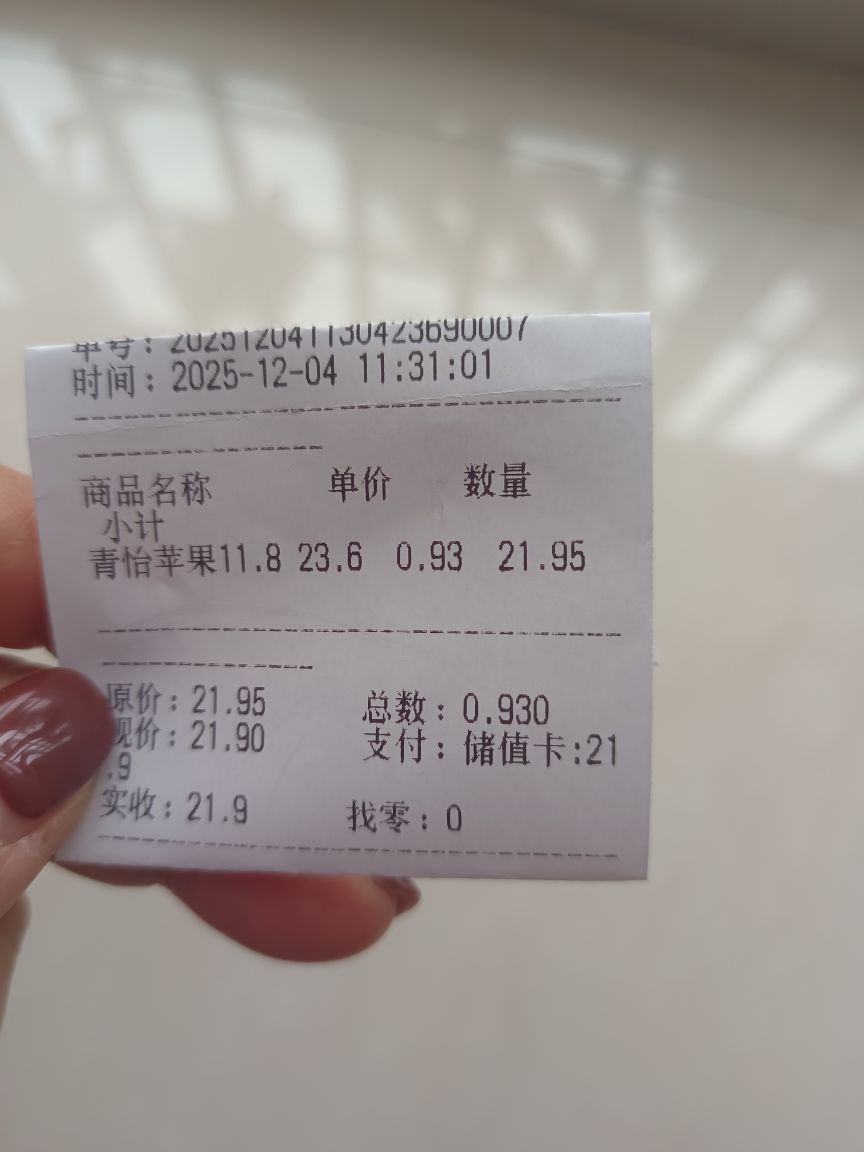 单号：202512041130423690007
时间：2025-12-04 11:31:01
商品名称 单价 数量
小计
青怡苹果11.8 23.6 0.93 21.95
原价：21.95 总数：0.930
现价：21.90 支付：储值卡:21
.9
实收：21.9 找零：0